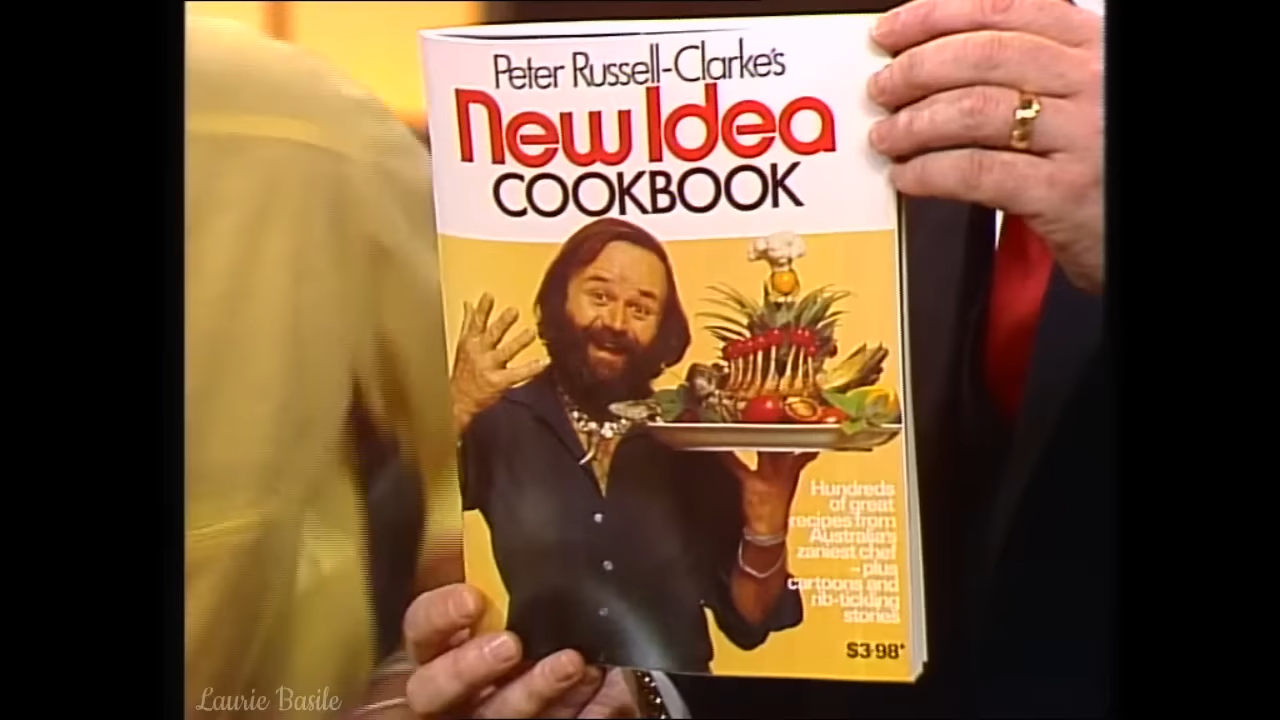 Peter Russell-Clarke's
New Idea
COOKBOOK
Hundreds
of great
recipes from
Australia's
zaniest chef
– plus
cartoons and
rib-tickling
stories
$3·98*
Laurie Basile